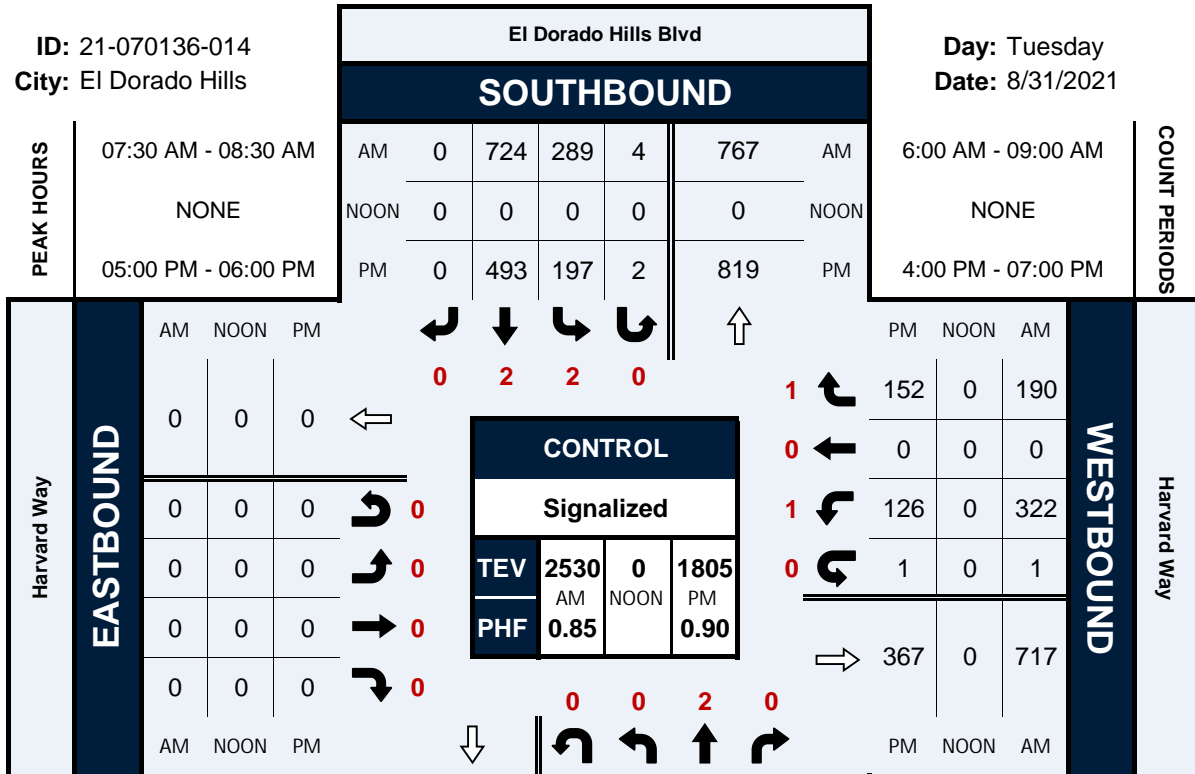 El Dorado Hills Blvd
ID: 21-070136-014
Day: Tuesday
City: El Dorado Hills
SOUTHBOUND
Date: 8/31/2021
PEAK HOURS
07:30 AM - 08:30 AM
NONE
05:00 PM - 06:00 PM
AM 0 724 289 4 767 AM
NOON 0 0 0 0 0 NOON
PM 0 493 197 2 819 PM
6:00 AM - 09:00 AM
NONE
4:00 PM - 07:00 PM
COUNT PERIODS
0 2 2 0
Harvard Way
EASTBOUND
AM NOON PM
0 0 0
0 0 0 0
0 0 0 0
0 0 0 0
0 0 0 0
AM NOON PM
CONTROL
Signalized
TEV 2530 0 1805
AM NOON PM
PHF 0.85 0.90
PM NOON AM
1 152 0 190
0 0 0 0
1 126 0 322
0 1 0 1
367 0 717
PM NOON AM
WESTBOUND
Harvard Way
0 0 2 0